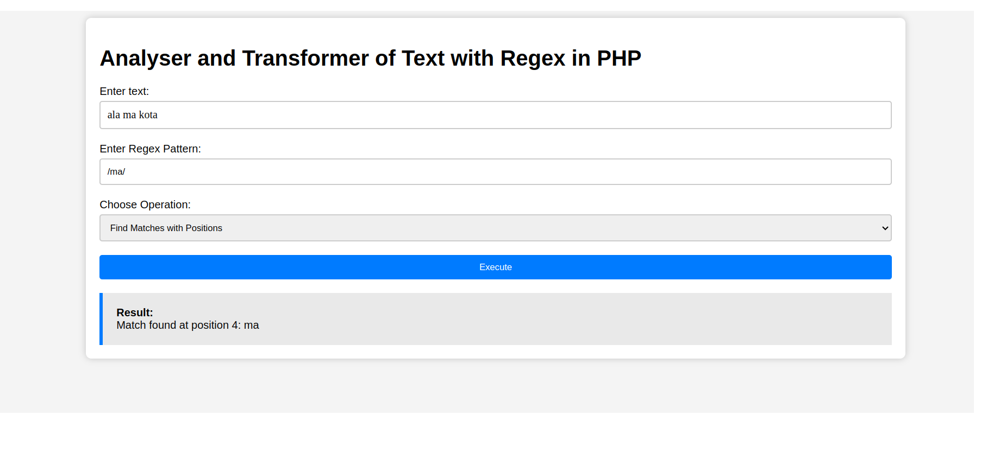 Analyser and Transformer of Text with Regex in PHP
Enter text:
ala ma kota
Enter Regex Pattern:
/ma/
Choose Operation:
Find Matches with Positions
Execute
Result:
Match found at position 4: ma